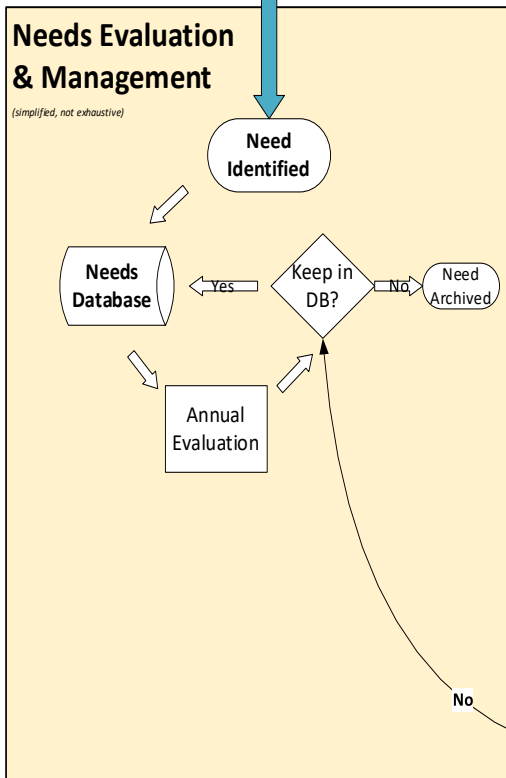 Needs Evaluation
& Management
(simplified, not exhaustive)
Need
Identified
Needs
Database
Yes
Keep in
DB?
No
Need
Archived
Annual
Evaluation
No